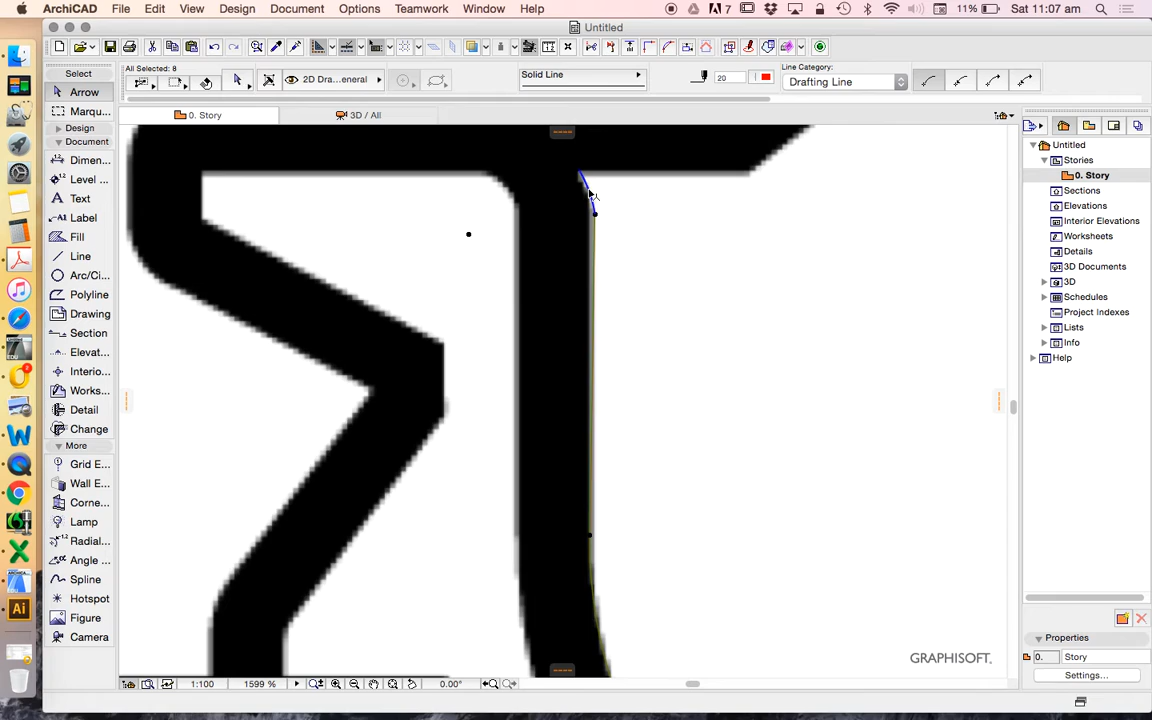 ArchiCAD File Edit View Design Document Options Teamwork Window Help 7 11% Sat 11:07 am
Untitled
All Selected: 8
2D Dra...eneral
Solid Line
20
Line Category:
Drafting Line
Select
Arrow
Marqu...
Design
Document
Dimen...
Level ...
Text
Label
Fill
Line
Arc/Ci...
Polyline
Drawing
Section
Elevat...
Interio...
Works...
Detail
Change
More
Grid E...
Wall E...
Corne...
Lamp
Radial...
Angle ...
Spline
Hotspot
Figure
Camera
0. Story
3D / All
GRAPHISOFT.
1:100
1599 %
0.00°
Untitled
Stories
0. Story
Sections
Elevations
Interior Elevations
Worksheets
Details
3D Documents
3D
Schedules
Project Indexes
Lists
Info
Help
Properties
0.
Story
Settings...